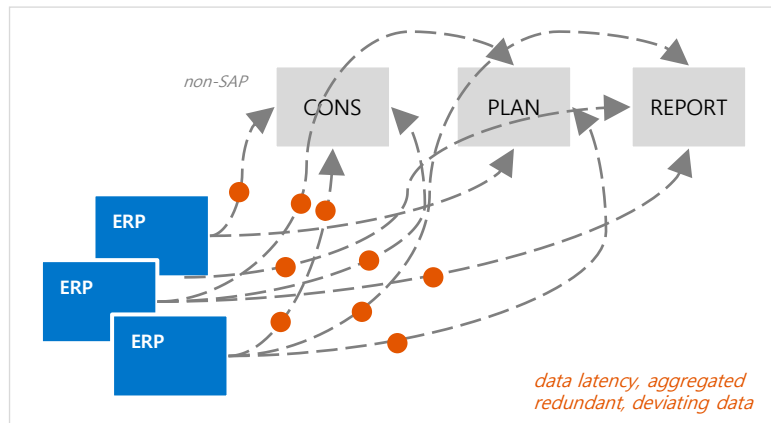 non-SAP
CONS
PLAN
REPORT
ERP
ERP
ERP
data latency, aggregated
redundant, deviating data